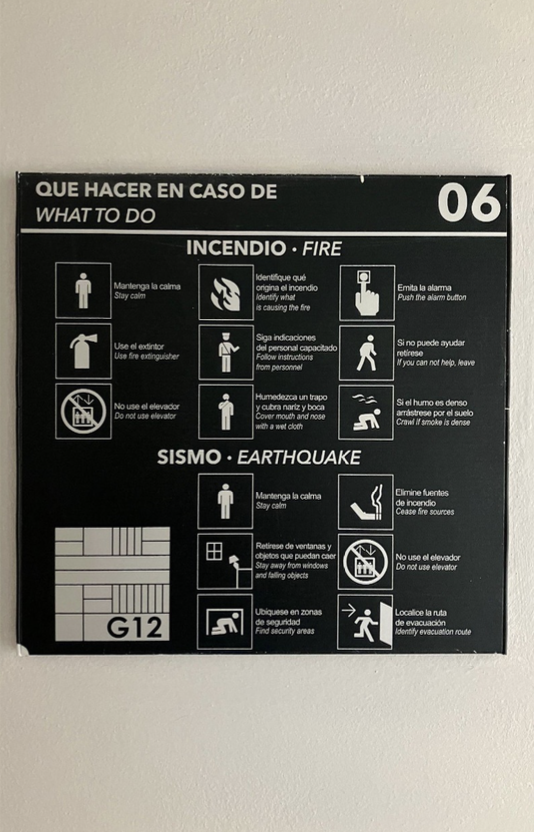 QUE HACER EN CASO DE
WHAT TO DO
06
INCENDIO · FIRE
Mantenga la calma
Stay calm
Identifique qué
origina el incendio
Identify what
is causing the fire
Emita la alarma
Push the alarm button
Use el extintor
Use fire extinguisher
Siga indicaciones
del personal capacitado
Follow instructions
from personnel
Si no puede ayudar
retírese
If you can not help, leave
No use el elevador
Do not use elevator
Humedezca un trapo
y cubra naríz y boca
Cover mouth and nose
with a wet cloth
Si el humo es denso
arrástrese por el suelo
Crawl if smoke is dense
SISMO · EARTHQUAKE
Mantenga la calma
Stay calm
Elimine fuentes
de incendio
Cease fire sources
Retírese de ventanas y
objetos que puedan caer
Stay away from windows
and falling objects
No use el elevador
Do not use elevator
Ubíquese en zonas
de seguridad
Find security areas
Localice la ruta
de evacuación
Identify evacuation route
G12